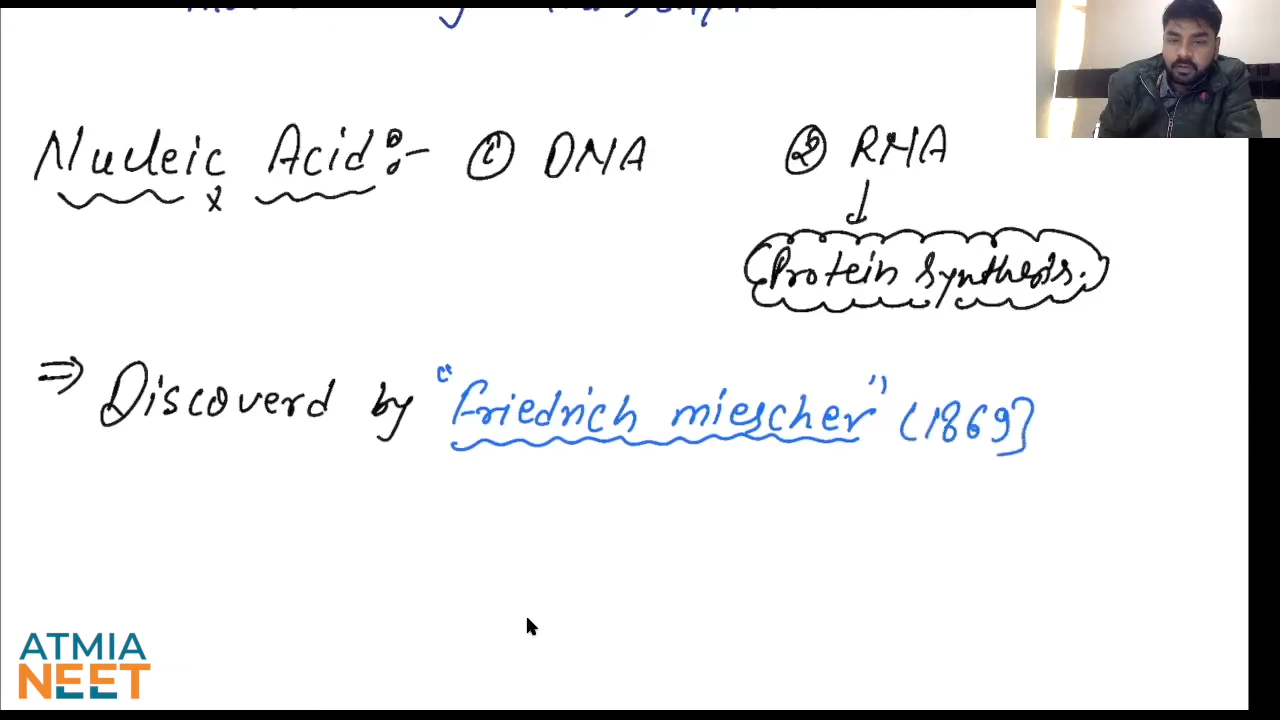 Nucleic Acid :- ① DNA ② RNA
Protein synthesis.
⇒ Discoverd by "Friedrich miescher" (1869]
ATMIA
NEET